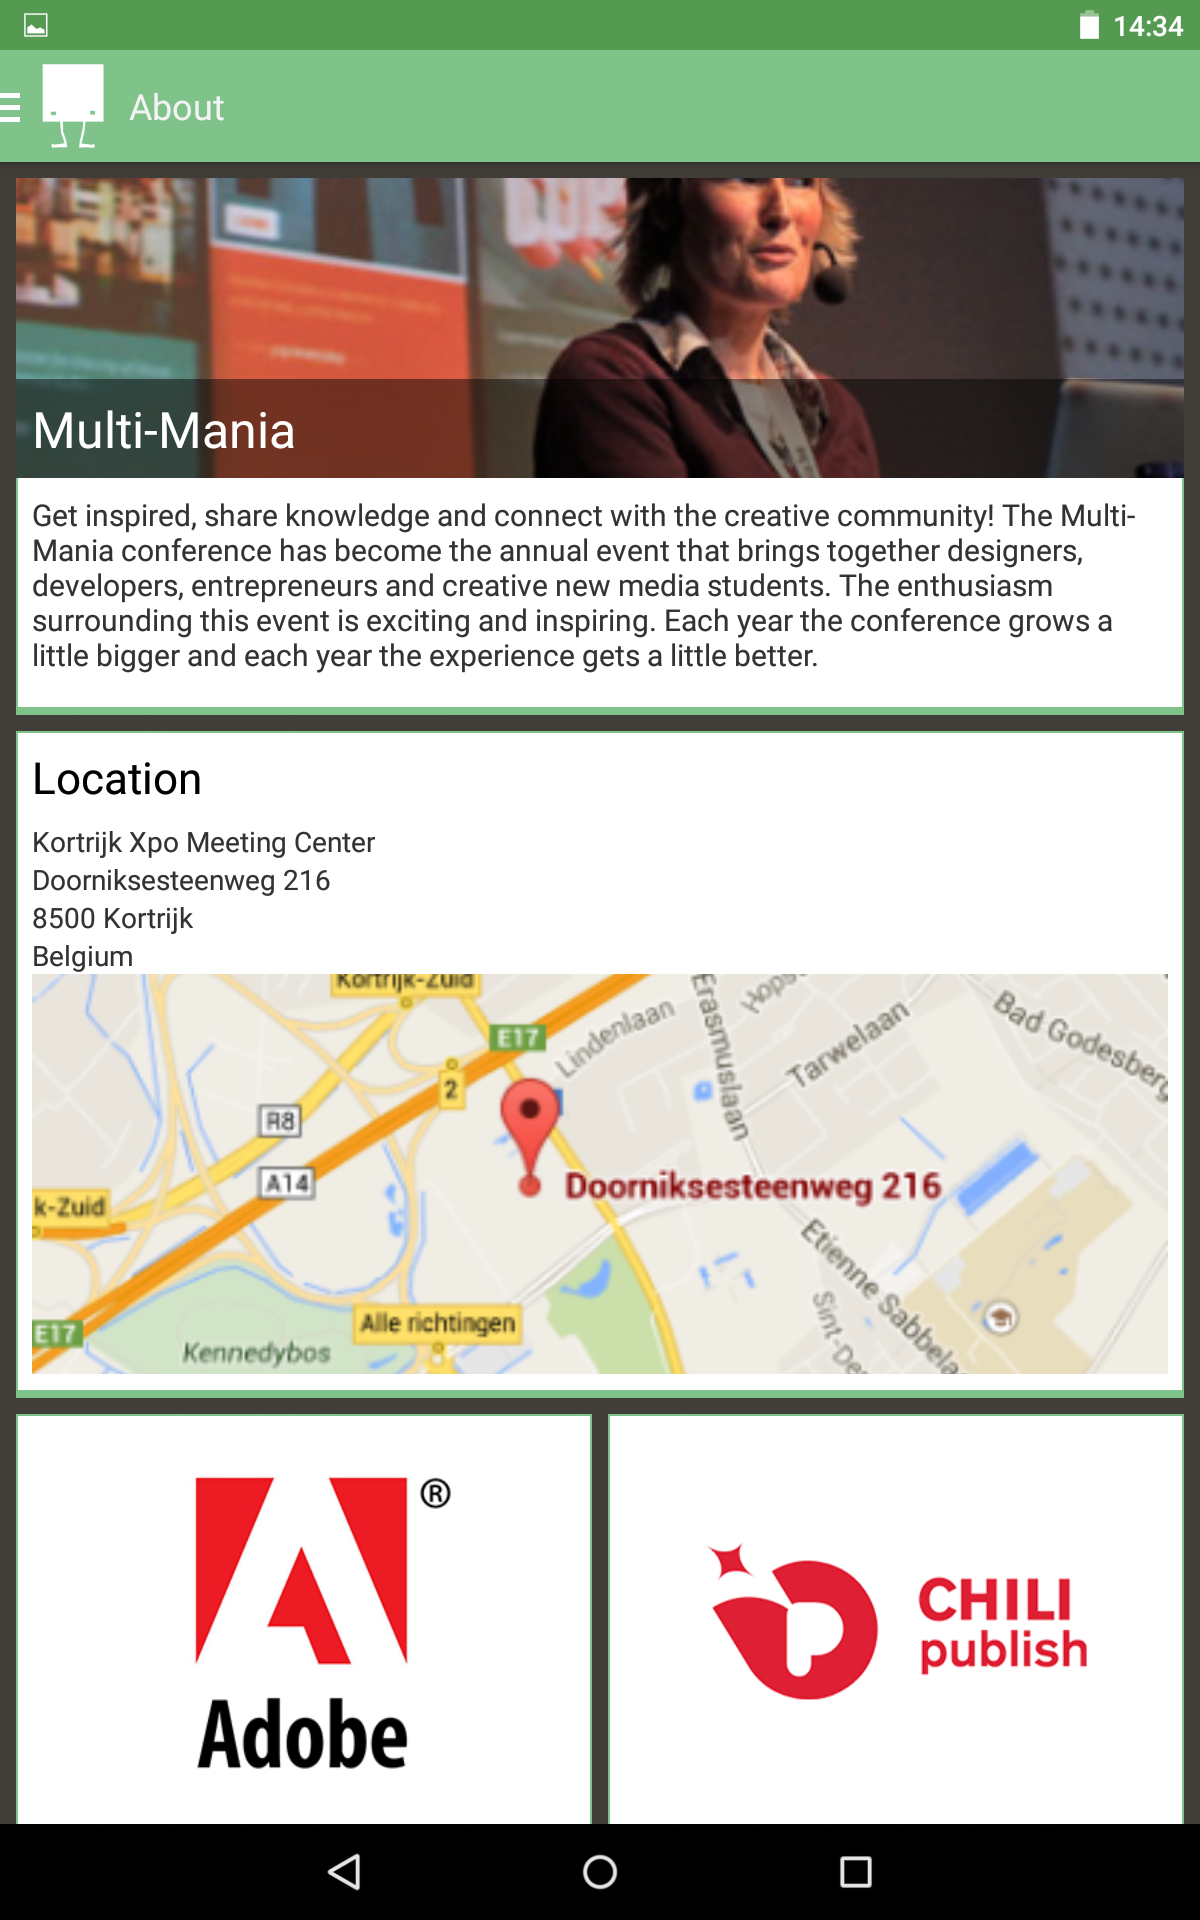 14:34
About
Multi-Mania
Get inspired, share knowledge and connect with the creative community! The Multi-
Mania conference has become the annual event that brings together designers,
developers, entrepreneurs and creative new media students. The enthusiasm
surrounding this event is exciting and inspiring. Each year the conference grows a
little bigger and each year the experience gets a little better.
Location
Kortrijk Xpo Meeting Center
Doorniksesteenweg 216
8500 Kortrijk
Belgium
Kortrijk-Zuid
E17
Lindenlaan
Erasmuslaan
Tarwelaan
Bad Godesberg
2
R8
A14
Doorniksesteenweg 216
k-Zuid
Etienne Sabbela
E17
Alle richtingen
Kennedybos
®
Adobe
CHILI
publish